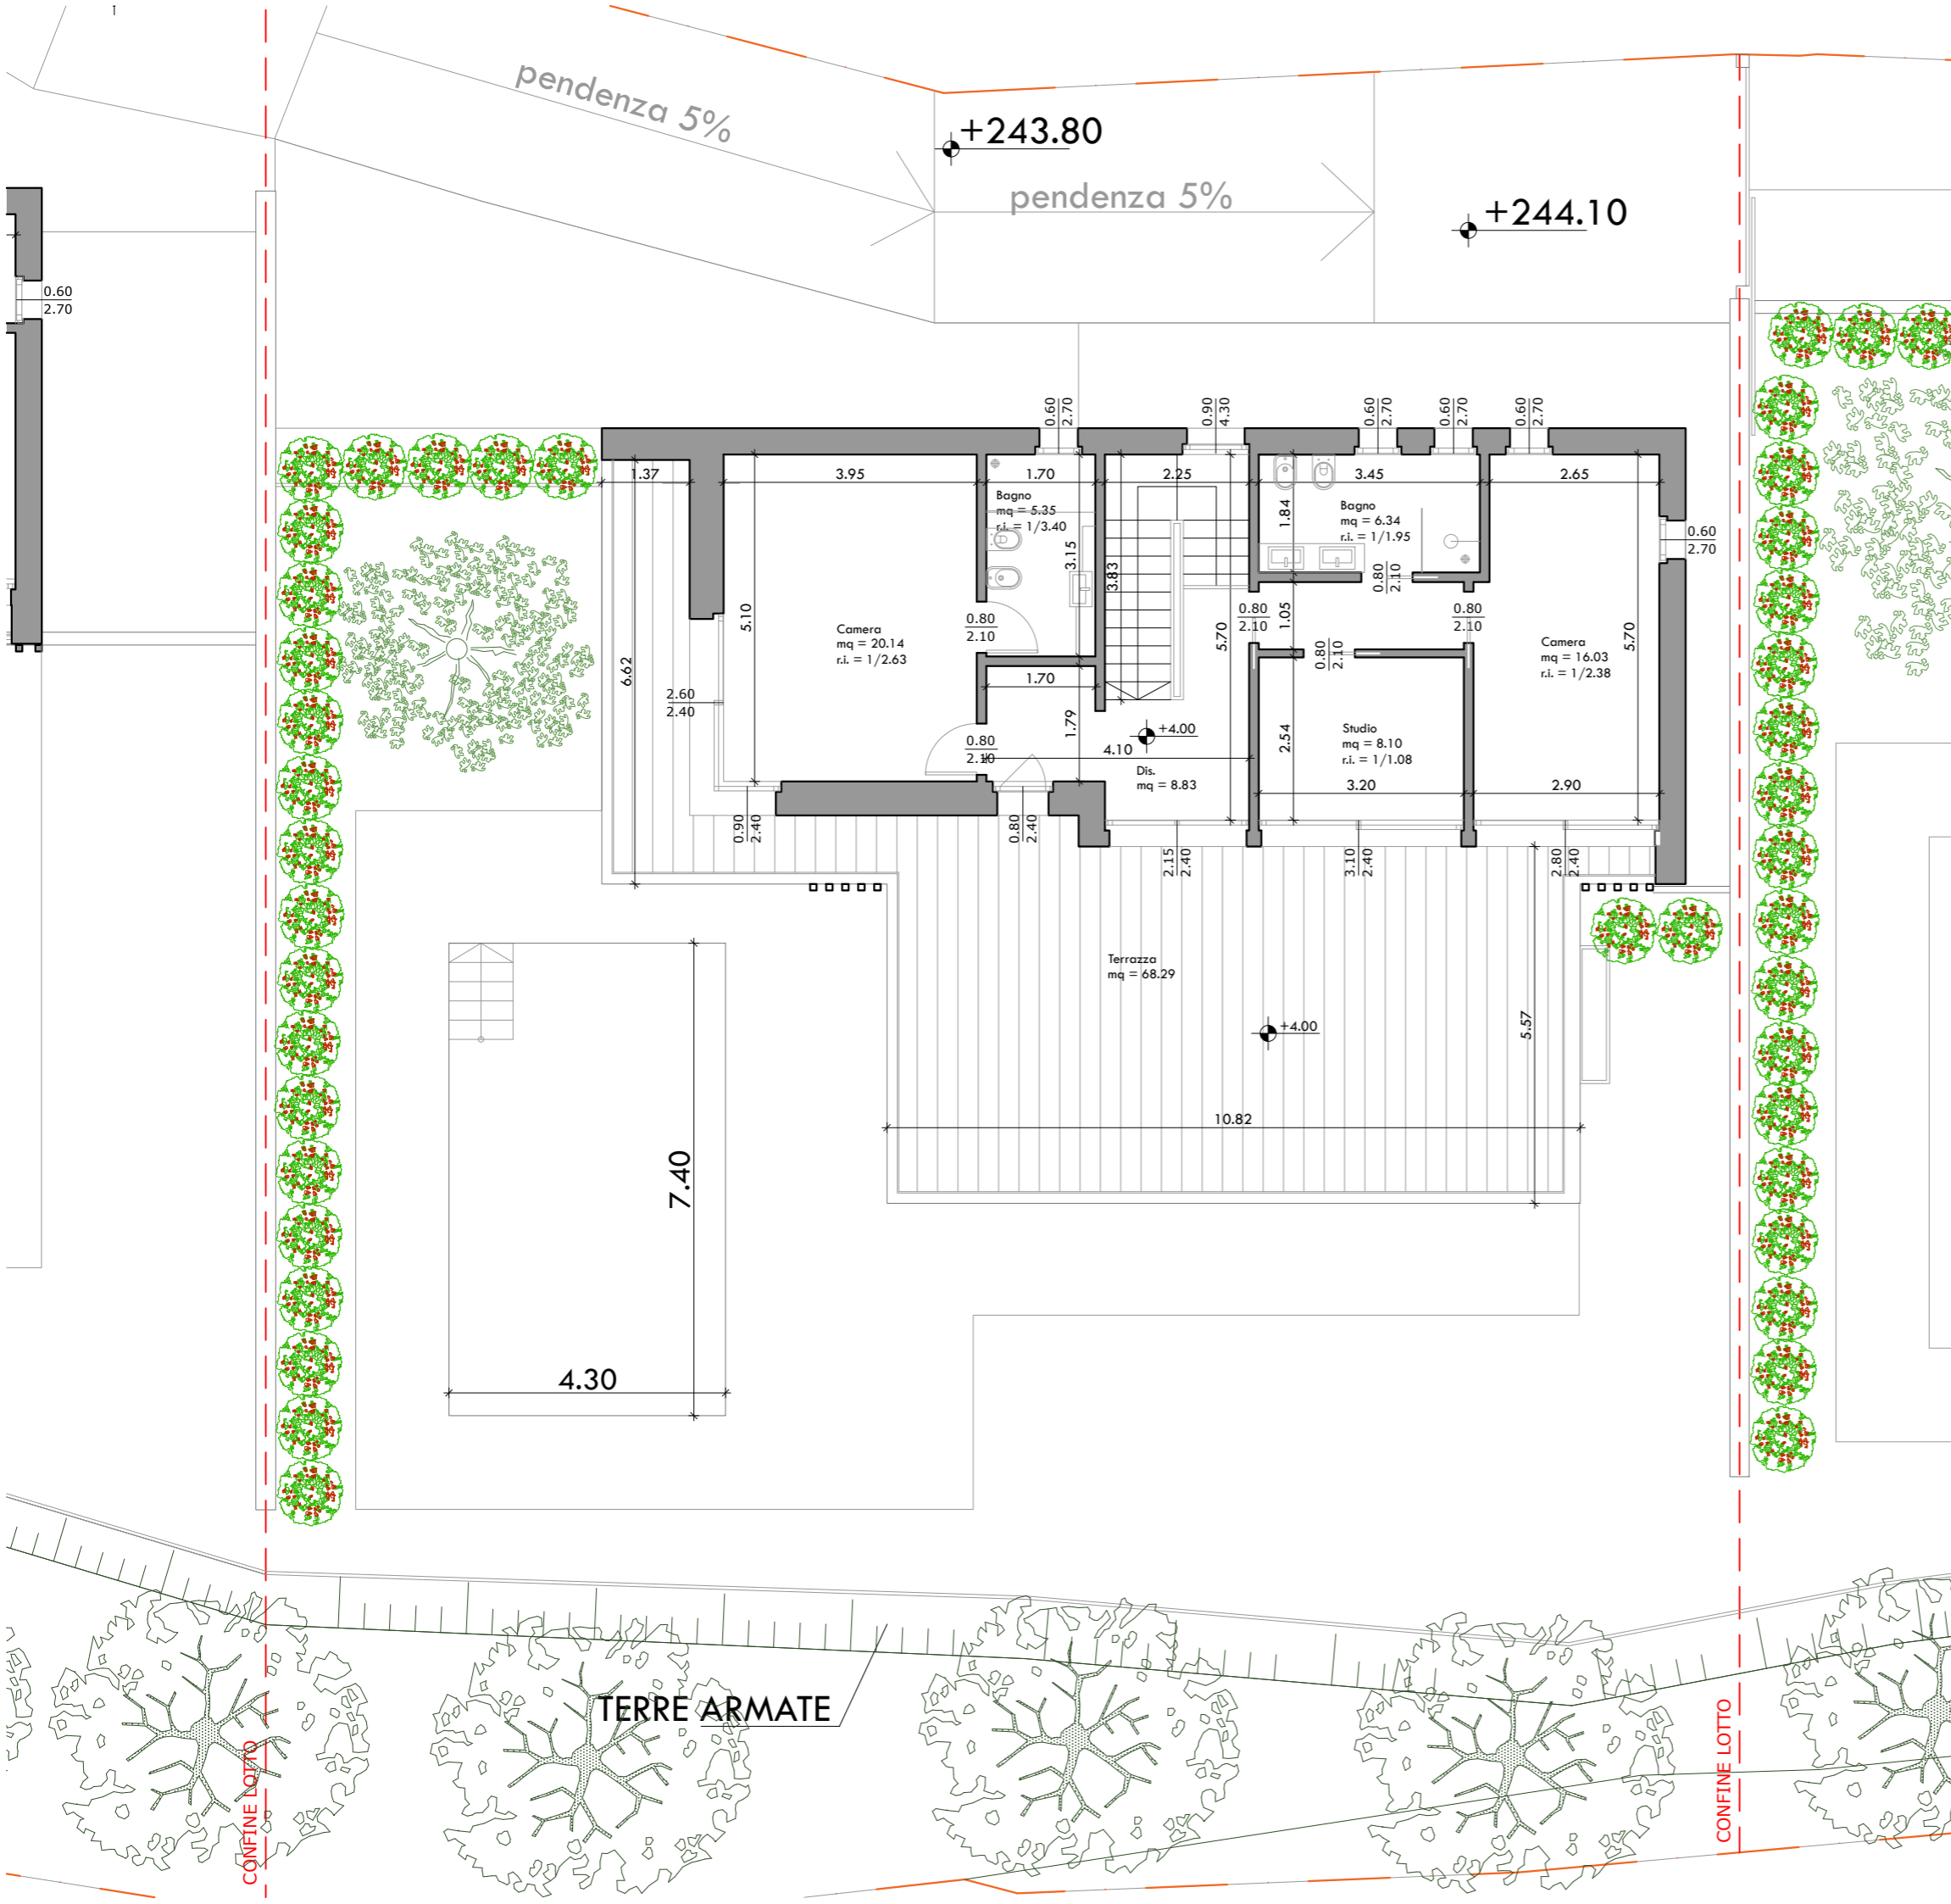 pendenza 5%
+243.80
pendenza 5%
+244.10
0.60
2.70
0.60
2.70
0.90
4.30
0.60
2.70
0.60
2.70
0.60
2.70
1.37
3.95
1.70
2.25
3.45
2.65
Bagno
mq = 5.35
r.i. = 1/3.40
Bagno
mq = 6.34
r.i. = 1/1.95
1.84
0.60
2.70
3.15
3.83
0.80
2.10
5.10
0.80
2.10
0.80
2.10
1.05
0.80
2.10
Camera
mq = 20.14
r.i. = 1/2.63
5.70
0.80
2.10
Camera
mq = 16.03
r.i. = 1/2.38
5.70
6.62
1.70
2.60
2.40
1.79
+4.00
0.80
2.10
4.10
2.54
Studio
mq = 8.10
r.i. = 1/1.08
Dis.
mq = 8.83
3.20
2.90
0.90
2.40
0.80
2.40
2.15
2.40
3.10
2.40
2.80
2.40
Terrazza
mq = 68.29
+4.00
5.57
10.82
7.40
4.30
TERRE ARMATE
CONFINE LOTTO
CONFINE LOTTO